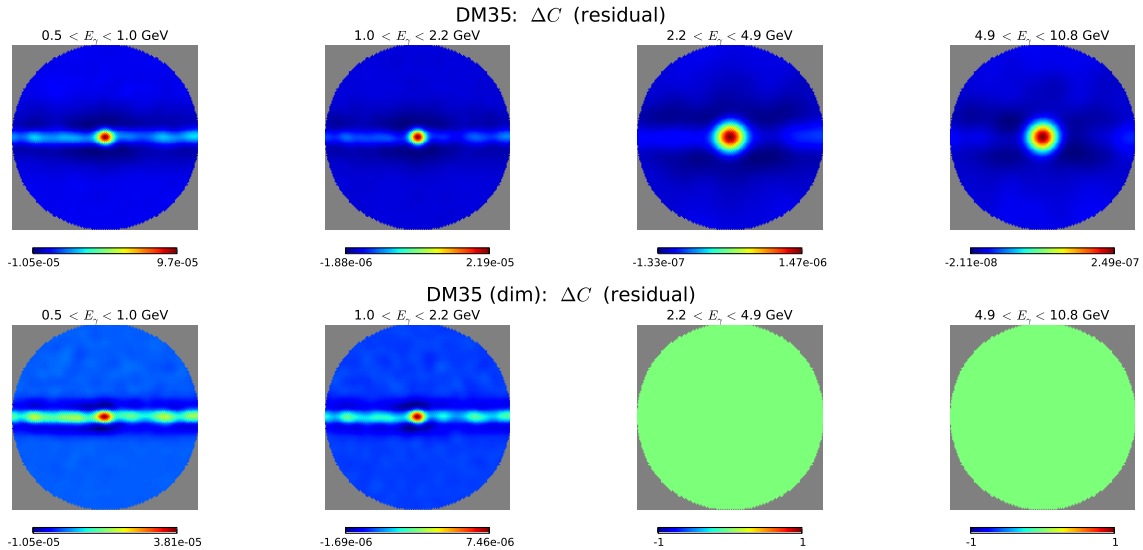 DM35: ΔC (residual)
0.5 < E_γ < 1.0 GeV
1.0 < E_γ < 2.2 GeV
2.2 < E_γ < 4.9 GeV
4.9 < E_γ < 10.8 GeV
-1.05e-05 9.7e-05
-1.88e-06 2.19e-05
-1.33e-07 1.47e-06
-2.11e-08 2.49e-07
DM35 (dim): ΔC (residual)
0.5 < E_γ < 1.0 GeV
1.0 < E_γ < 2.2 GeV
2.2 < E_γ < 4.9 GeV
4.9 < E_γ < 10.8 GeV
-1.05e-05 3.81e-05
-1.69e-06 7.46e-06
-1 1
-1 1